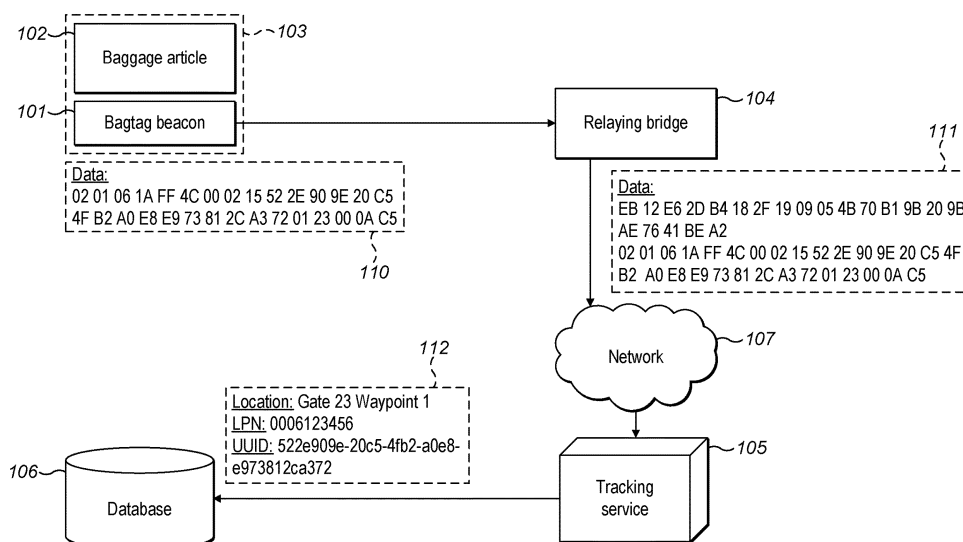 102
103
Baggage article
101
Bagtag beacon
Relaying bridge
104
111
Data:
02 01 06 1A FF 4C 00 02 15 52 2E 90 9E 20 C5
4F B2 A0 E8 E9 73 81 2C A3 72 01 23 00 0A C5
110
Data:
EB 12 E6 2D B4 18 2F 19 09 05 4B 70 B1 9B 20 9B
AE 76 41 BE A2
02 01 06 1A FF 4C 00 02 15 52 2E 90 9E 20 C5 4F
B2 A0 E8 E9 73 81 2C A3 72 01 23 00 0A C5
Network
107
112
Location: Gate 23 Waypoint 1
LPN: 0006123456
UUID: 522e909e-20c5-4fb2-a0e8-
e973812ca372
106
Database
Tracking
service
105